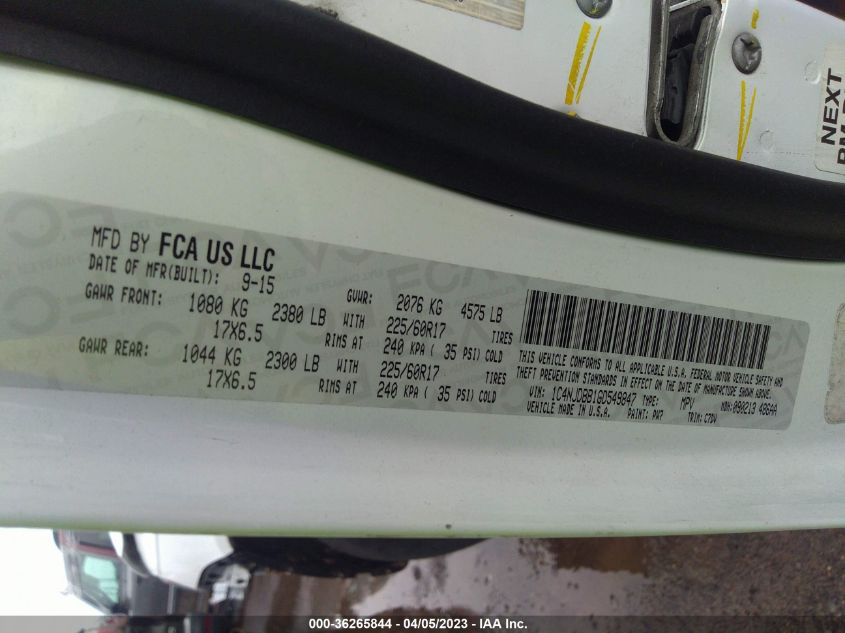 NEXT
MFD BY FCA US LLC
DATE OF MFR(BUILT): 9-15
GVWR: 2076 KG 4575 LB
GAWR FRONT: 1080 KG 2380 LB WITH 225/60R17 TIRES
17X6.5 RIMS AT 240 KPA ( 35 PSI) COLD
GAWR REAR: 1044 KG 2300 LB WITH 225/60R17 TIRES
17X6.5 RIMS AT 240 KPA ( 35 PSI) COLD
THIS VEHICLE CONFORMS TO ALL APPLICABLE U.S.A. FEDERAL MOTOR VEHICLE SAFETY AND
THEFT PREVENTION STANDARDS IN EFFECT ON THE DATE OF MANUFACTURE SHOWN ABOVE.
VIN: 1C4NJDBB1GD549847 TYPE: MPV MDH: 090213 486AA
VEHICLE MADE IN U.S.A. PAINT: PW7 TRIM: C7DV
000-36265844 - 04/05/2023 - IAA Inc.